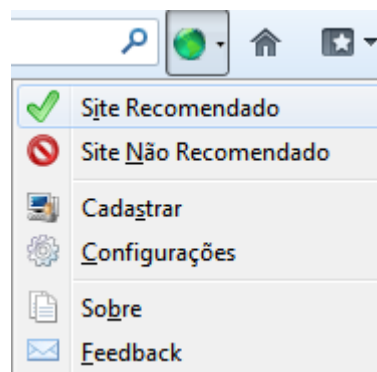 Site Recomendado
Site Não Recomendado
Cadastrar
Configurações
Sobre
Feedback